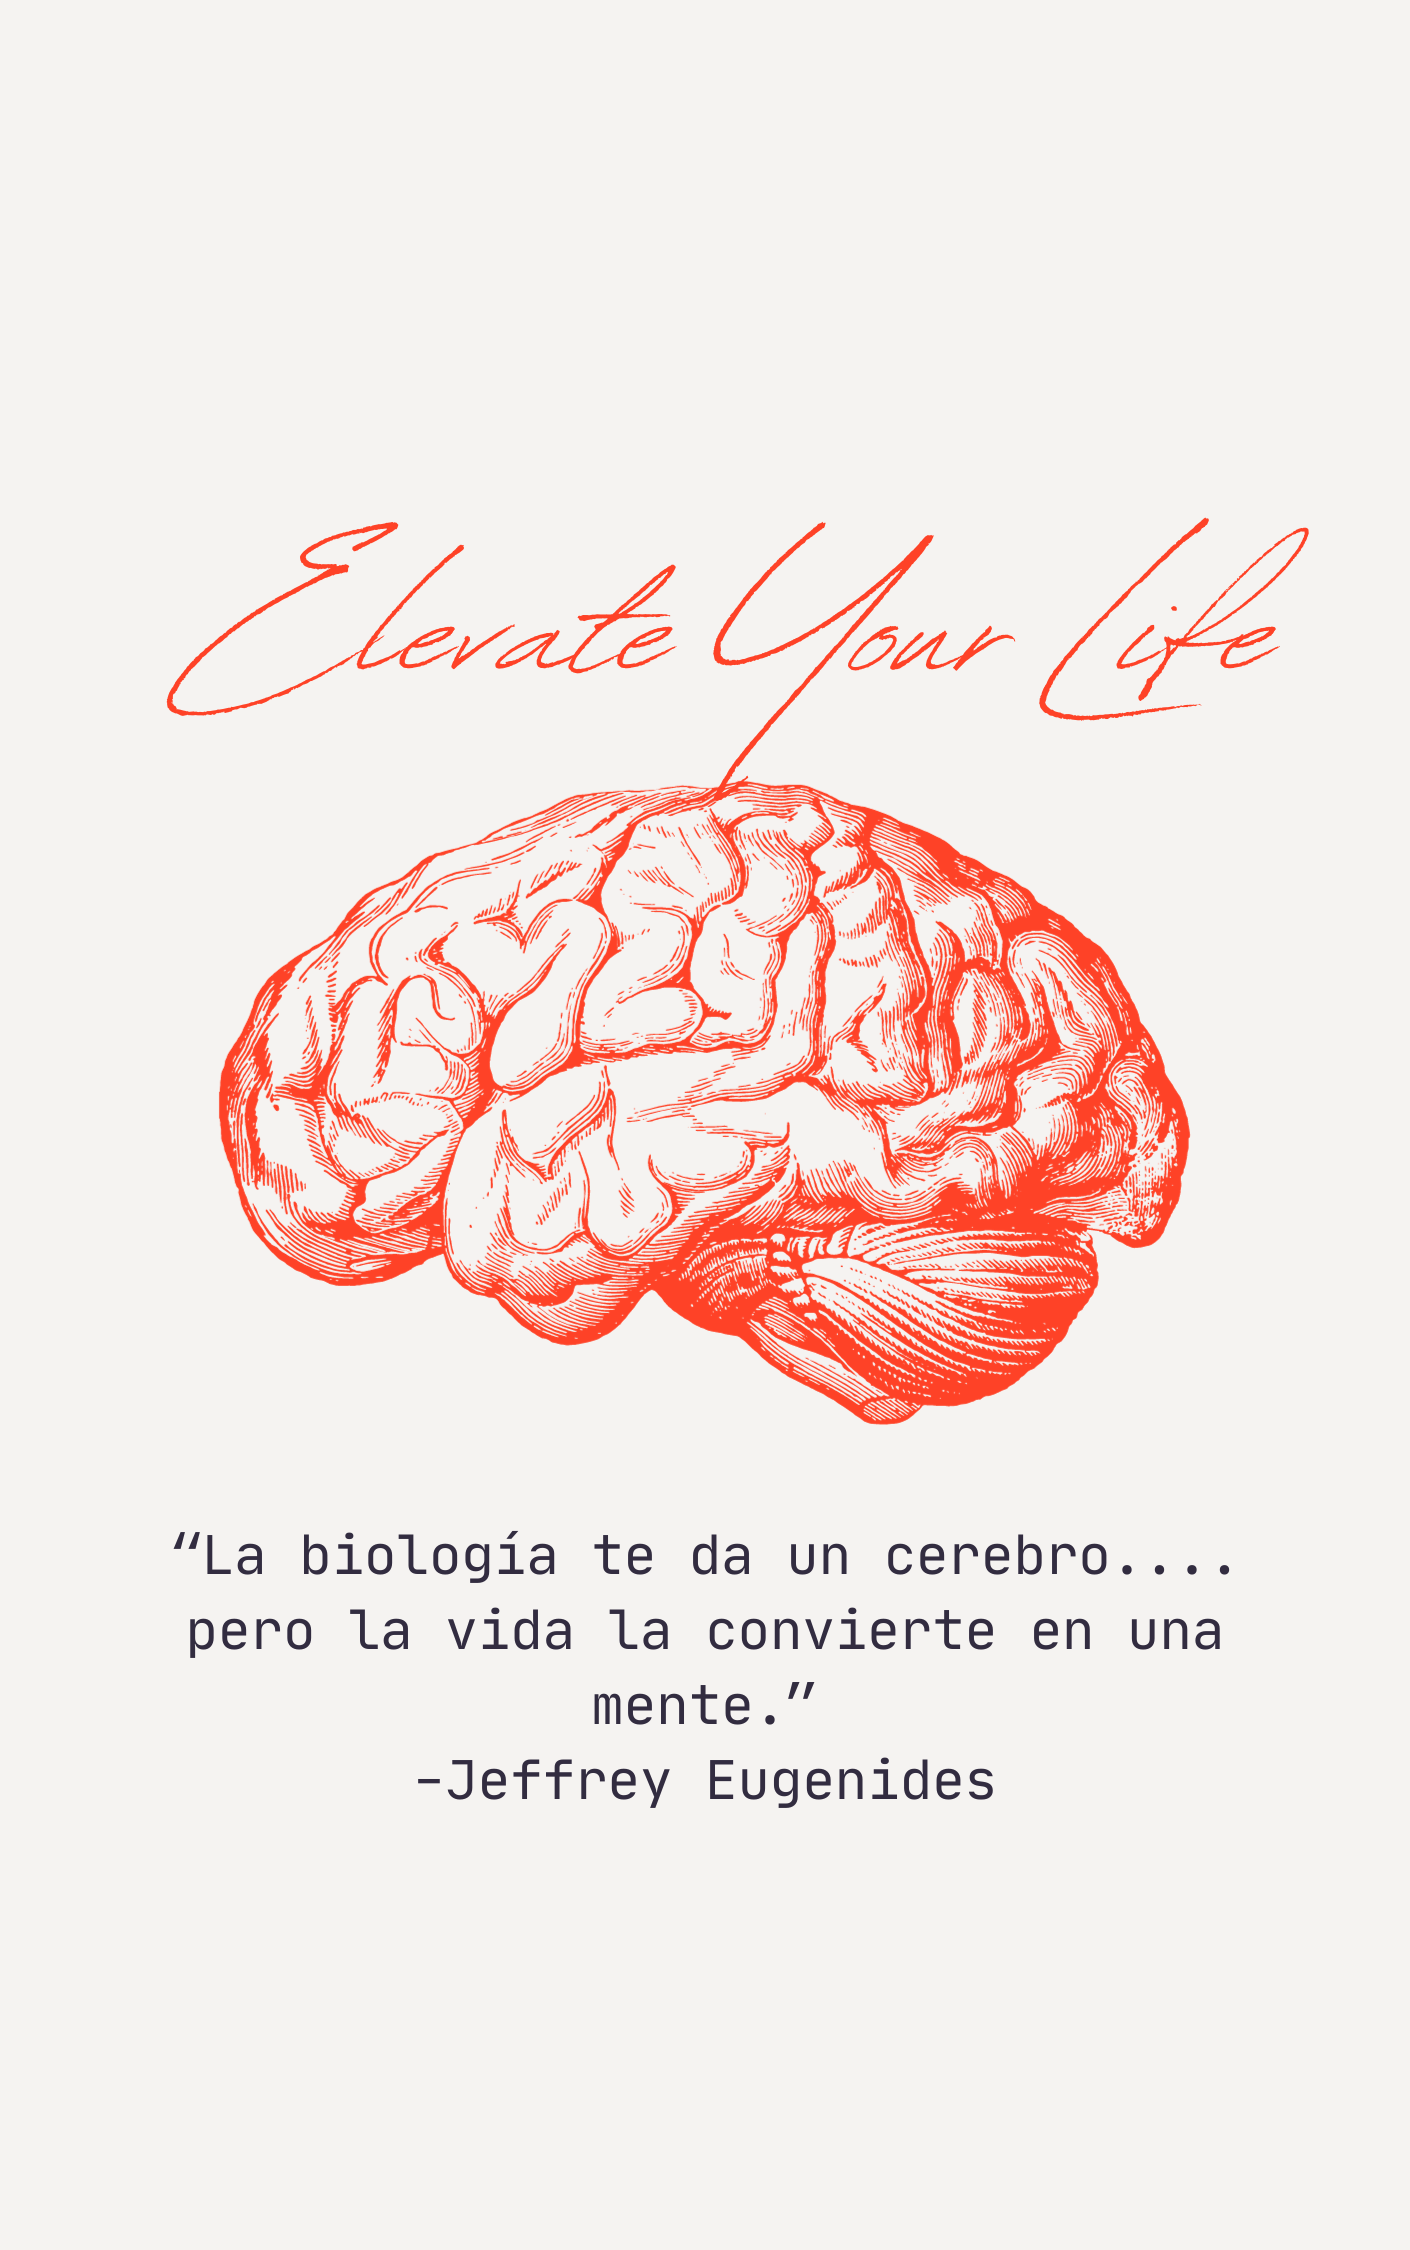 Elevate Your Life
“La biología te da un cerebro....
pero la vida la convierte en una
mente.”
-Jeffrey Eugenides